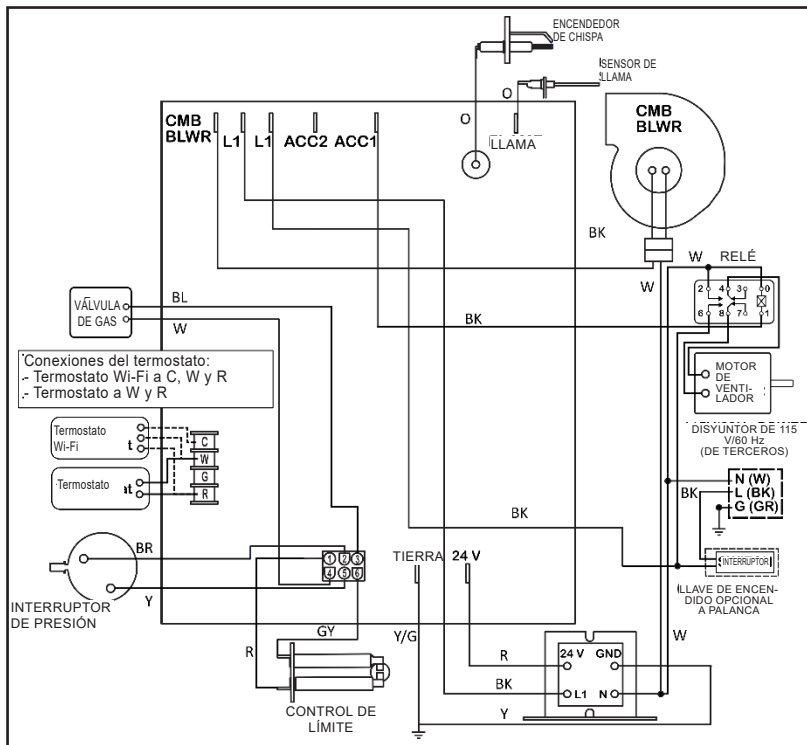 ENCENDEDOR
DE CHISPA
SENSOR DE
LLAMA
O
O
CMB
BLWR
L1
L1
ACC2
ACC1
LLAMA
CMB
BLWR
BK
W
W
RELÉ
2 4 3 0
6 8 7 1
BK
VÁLVULA
DE GAS
BL
W
Conexiones del termostato:
- Termostato Wi-Fi a C, W y R
- Termostato a W y R
MOTOR
DE
VENTI-
LADOR
DISYUNTOR DE 115
V/60 Hz
(DE TERCEROS)
Termostato
Wi-Fi
t
C
W
G
R
Termostato
t
BK
N (W)
L (BK)
G (GR)
BK
INTERRUPTOR
LLAVE DE ENCEN-
DIDO OPCIONAL
A PALANCA
BR
Y
INTERRUPTOR
DE PRESIÓN
1 2 3
4 5 6
TIERRA
24 V
GY
R
Y/G
CONTROL DE
LÍMITE
R
BK
Y
24 V
GND
L1
N
W